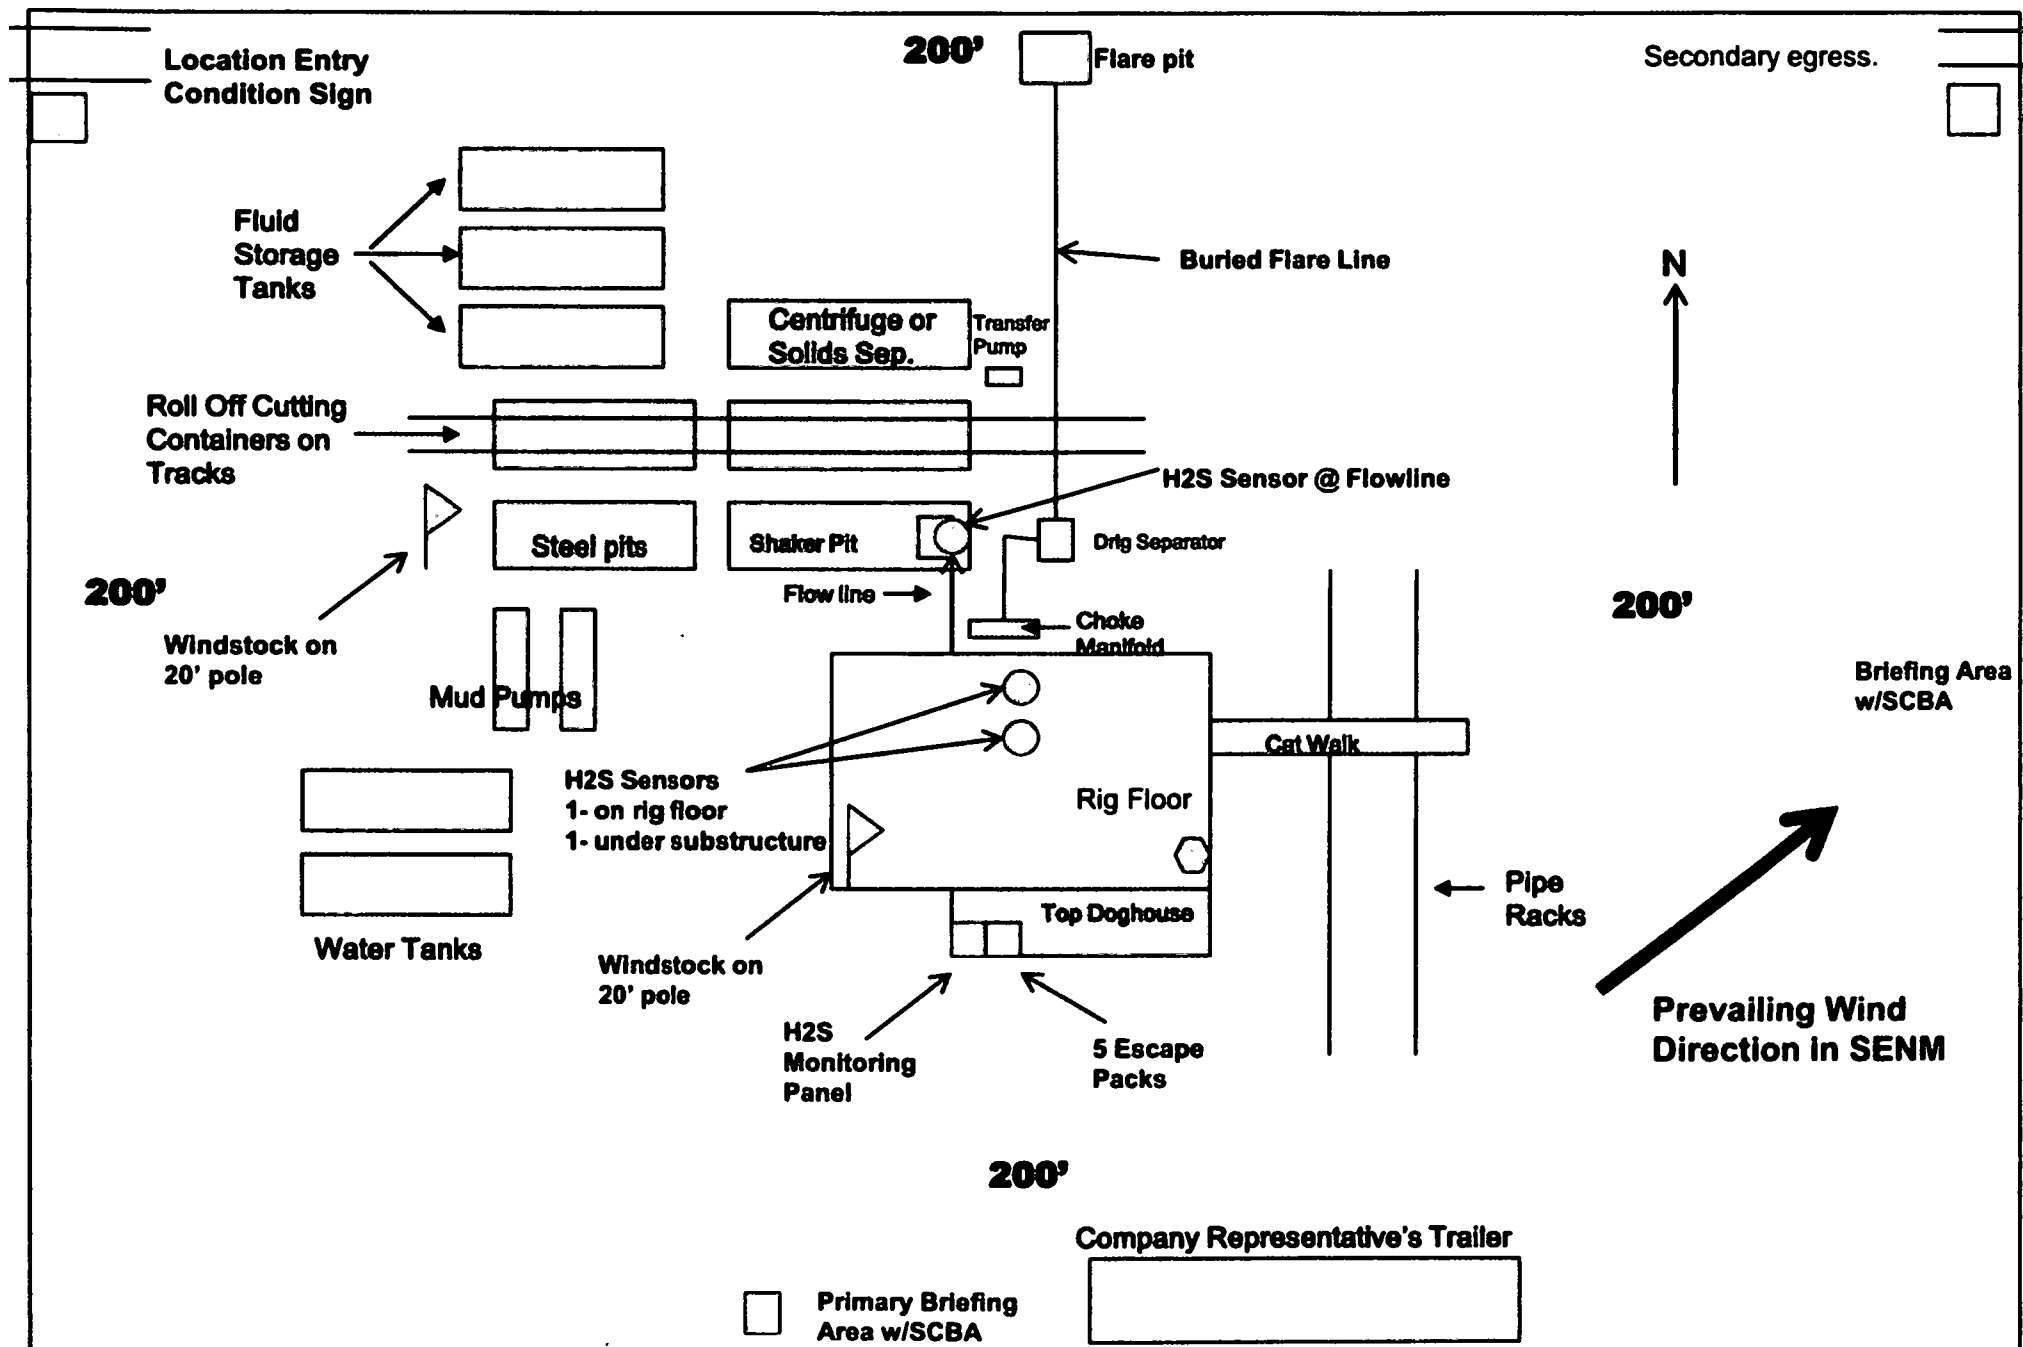 Location Entry
Condition Sign
200'
Flare pit
Secondary egress.
Fluid
Storage
Tanks
Buried Flare Line
N
Centrifuge or
Solids Sep.
Transfer
Pump
Roll Off Cutting
Containers on
Tracks
H2S Sensor @ Flowline
Steel pits
Shaker Pit
Drlg Separator
200'
Flow line
200'
Choke
Manifold
Windstock on
20' pole
Briefing Area
w/SCBA
Mud Pumps
Cat Walk
H2S Sensors
1- on rig floor
1- under substructure
Rig Floor
Pipe
Racks
Top Doghouse
Water Tanks
Windstock on
20' pole
Prevailing Wind
Direction in SENM
H2S
Monitoring
Panel
5 Escape
Packs
200'
Company Representative's Trailer
Primary Briefing
Area w/SCBA